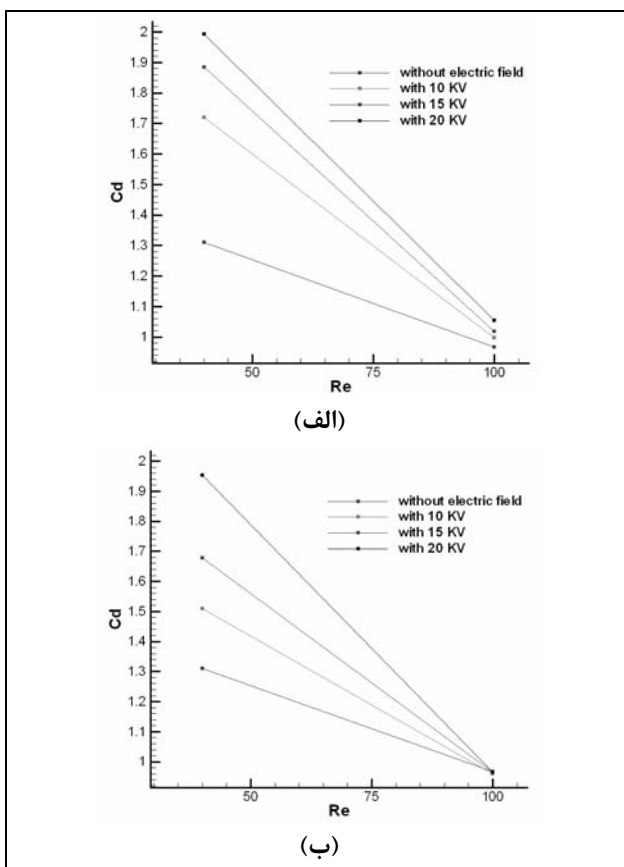 2
1.9
1.8
1.7
1.6
1.5
1.4
1.3
1.2
1.1
1
Cd
without electric field
with 10 KV
with 15 KV
with 20 KV
50 75 100
Re
(الف)
2
1.9
1.8
1.7
1.6
1.5
1.4
1.3
1.2
1.1
1
Cd
without electric field
with 10 KV
with 15 KV
with 20 KV
50 75 100
Re
(ب)